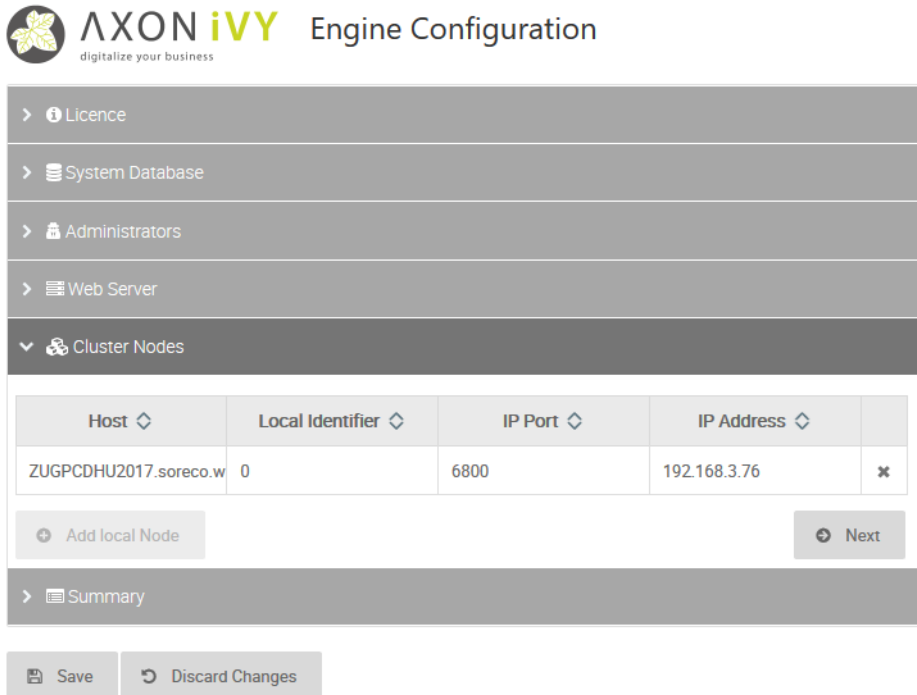 AXON iVY Engine Configuration
digitalize your business
Licence
System Database
Administrators
Web Server
Cluster Nodes
Host Local Identifier IP Port IP Address
ZUGPCDHU2017.soreco.w 0 6800 192.168.3.76
Add local Node Next
Summary
Save Discard Changes